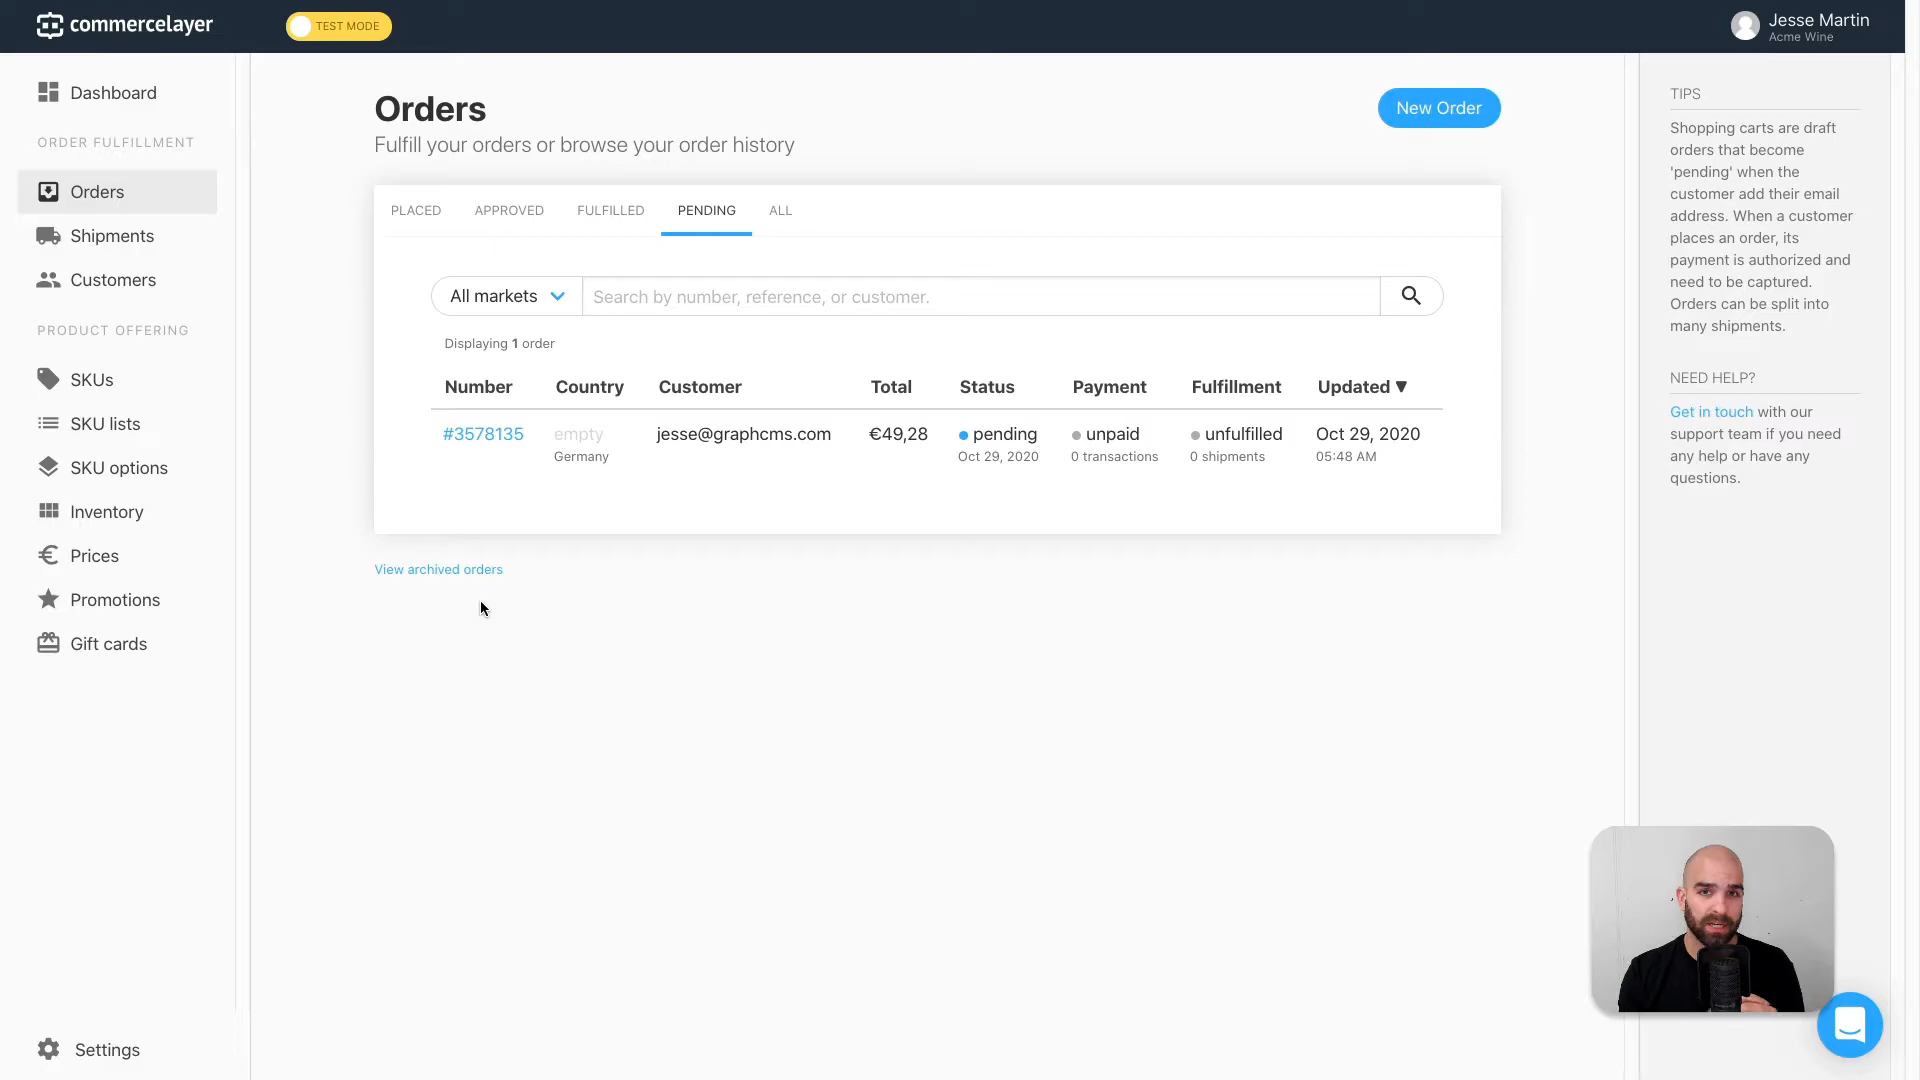 commercelayer
TEST MODE
Jesse Martin
Acme Wine
Dashboard
ORDER FULFILLMENT
Orders
Shipments
Customers
PRODUCT OFFERING
SKUs
SKU lists
SKU options
Inventory
Prices
Promotions
Gift cards
Settings
Orders
Fulfill your orders or browse your order history
New Order
PLACED APPROVED FULFILLED PENDING ALL
All markets Search by number, reference, or customer.
Displaying 1 order
Number Country Customer Total Status Payment Fulfillment Updated ▼
#3578135 empty jesse@graphcms.com €49,28 pending unpaid unfulfilled Oct 29, 2020
Germany Oct 29, 2020 0 transactions 0 shipments 05:48 AM
View archived orders
TIPS
Shopping carts are draft
orders that become
'pending' when the
customer add their email
address. When a customer
places an order, its
payment is authorized and
need to be captured.
Orders can be split into
many shipments.
NEED HELP?
Get in touch with our
support team if you need
any help or have any
questions.